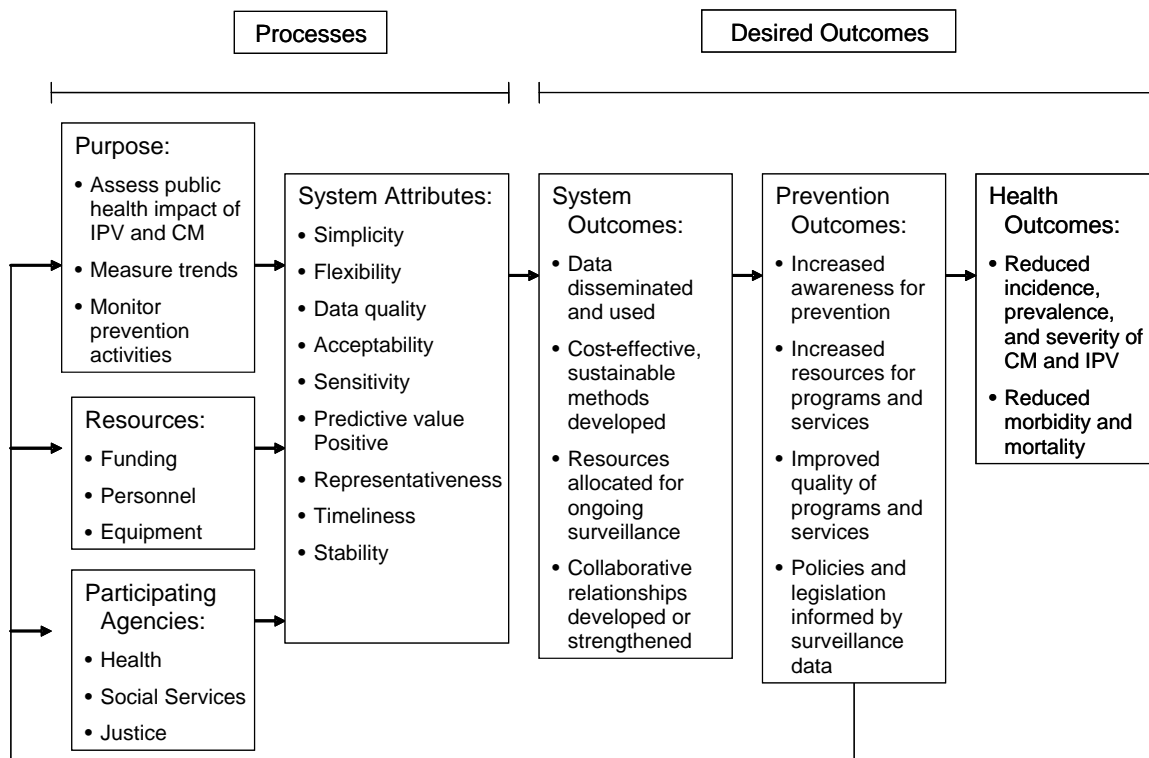 Processes
Desired Outcomes
Purpose:
• Assess public
health impact of
IPV and CM
• Measure trends
• Monitor
prevention
activities
Resources:
• Funding
• Personnel
• Equipment
Participating
Agencies:
• Health
• Social Services
• Justice
System Attributes:
• Simplicity
• Flexibility
• Data quality
• Acceptability
• Sensitivity
• Predictive value
Positive
• Representativeness
• Timeliness
• Stability
System
Outcomes:
• Data
disseminated
and used
• Cost-effective,
sustainable
methods
developed
• Resources
allocated for
ongoing
surveillance
• Collaborative
relationships
developed or
strengthened
Prevention
Outcomes:
• Increased
awareness for
prevention
• Increased
resources for
programs and
services
• Improved
quality of
programs and
services
• Policies and
legislation
informed by
surveillance
data
Health
Outcomes:
• Reduced
incidence,
prevalence,
and severity of
CM and IPV
• Reduced
morbidity and
mortality